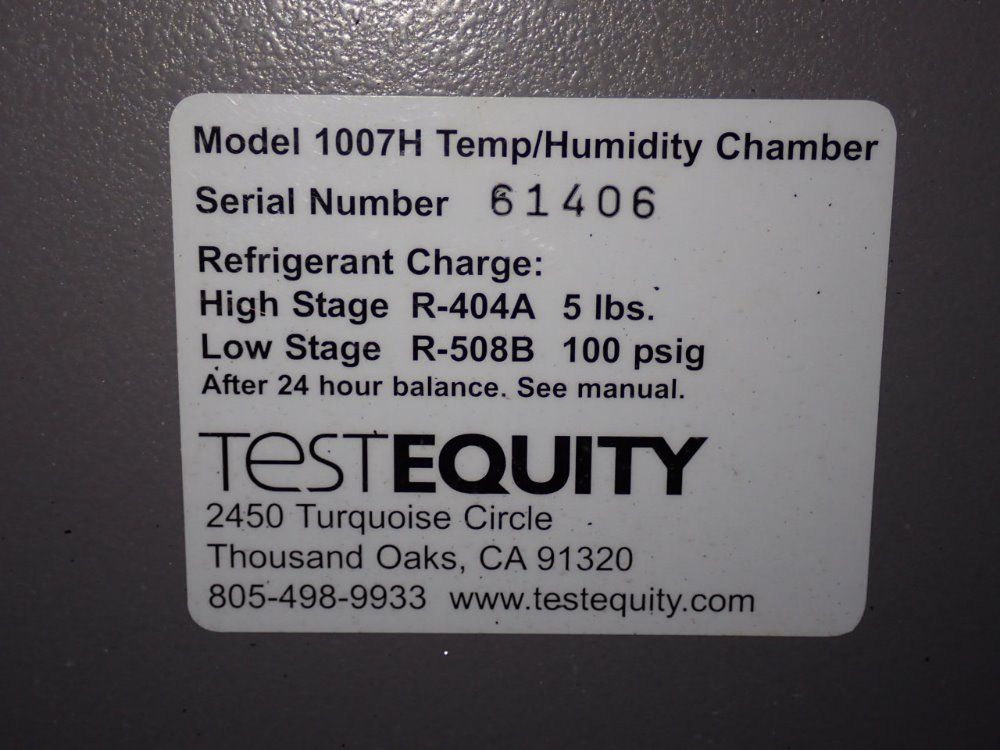 Model 1007H Temp/Humidity Chamber
Serial Number 61406
Refrigerant Charge:
High Stage R-404A 5 lbs.
Low Stage R-508B 100 psig
After 24 hour balance. See manual.
TestEquity
2450 Turquoise Circle
Thousand Oaks, CA 91320
805-498-9933 www.testequity.com